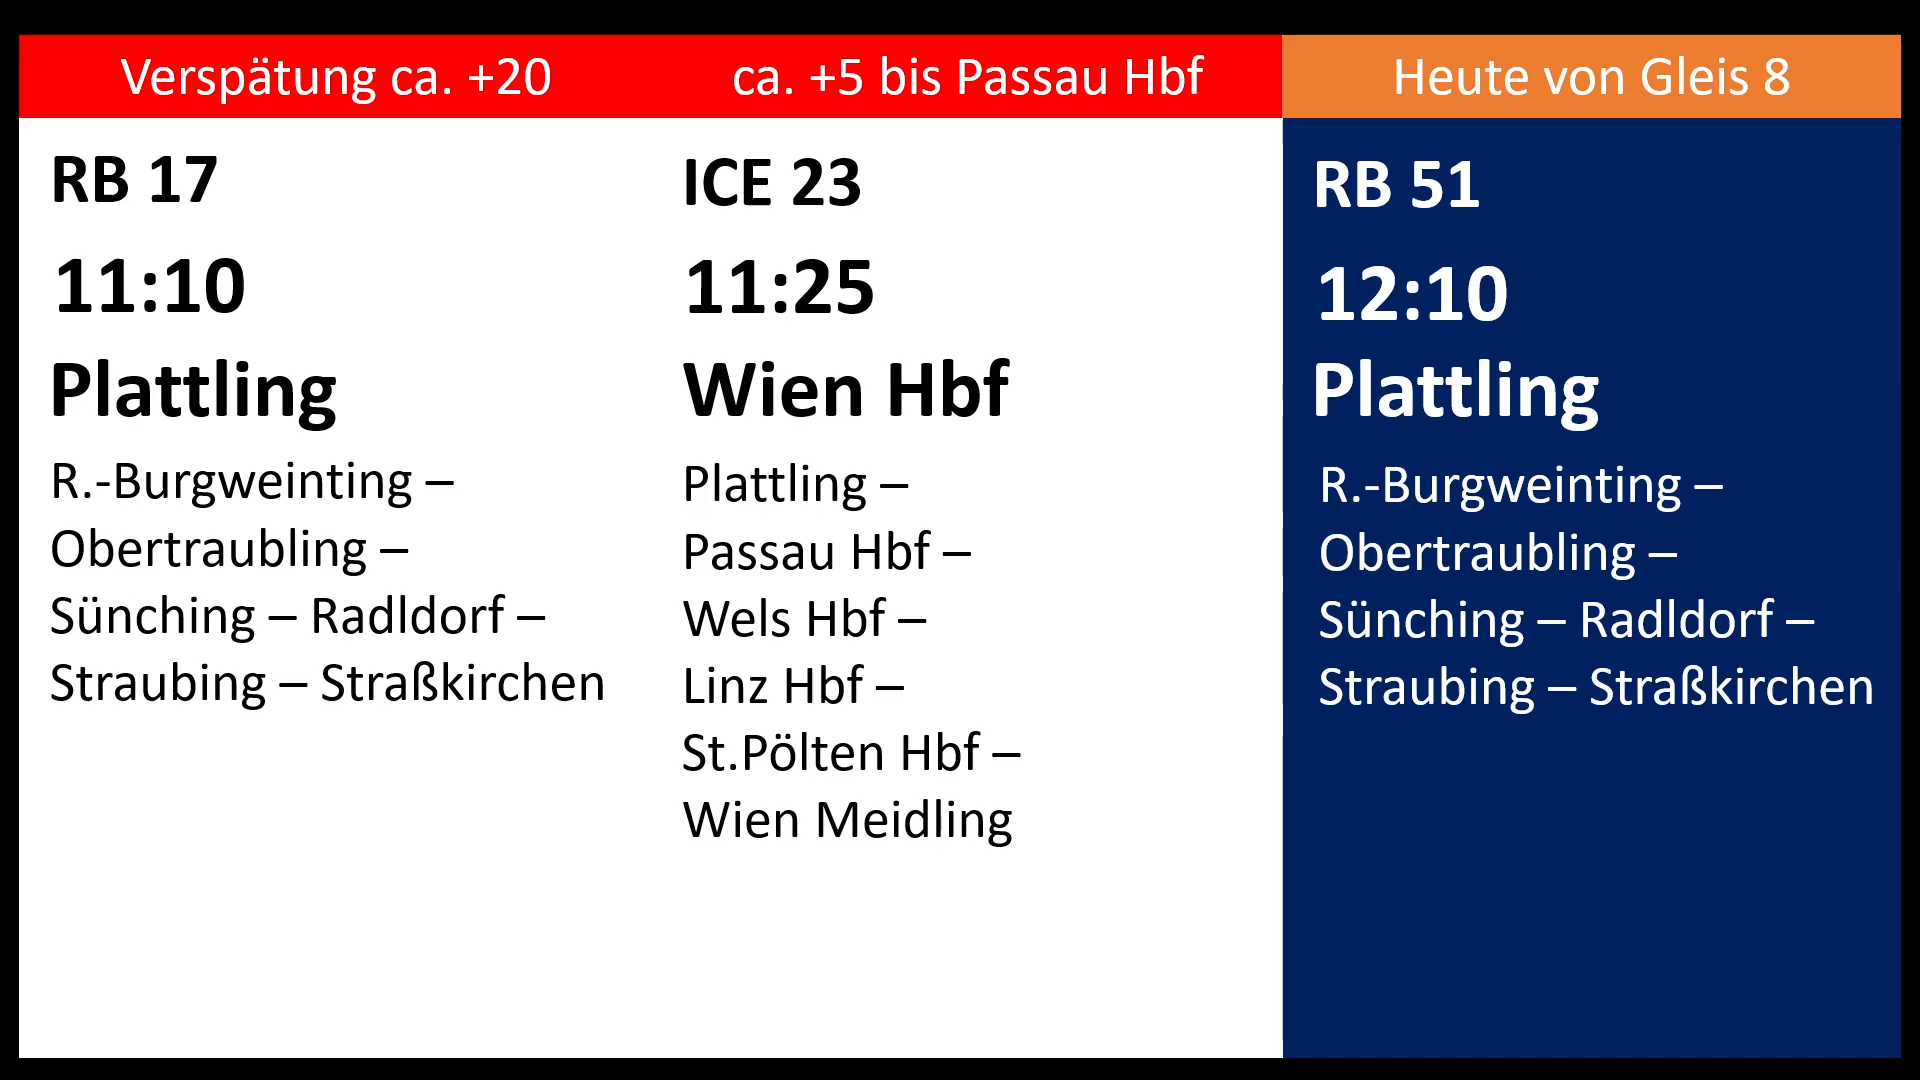 Verspätung ca. +20
RB 17
11:10
Plattling
R.-Burgweinting –
Obertraubling –
Sünching – Radldorf –
Straubing – Straßkirchen
ca. +5 bis Passau Hbf
ICE 23
11:25
Wien Hbf
Plattling –
Passau Hbf –
Wels Hbf –
Linz Hbf –
St.Pölten Hbf –
Wien Meidling
Heute von Gleis 8
RB 51
12:10
Plattling
R.-Burgweinting –
Obertraubling –
Sünching – Radldorf –
Straubing – Straßkirchen